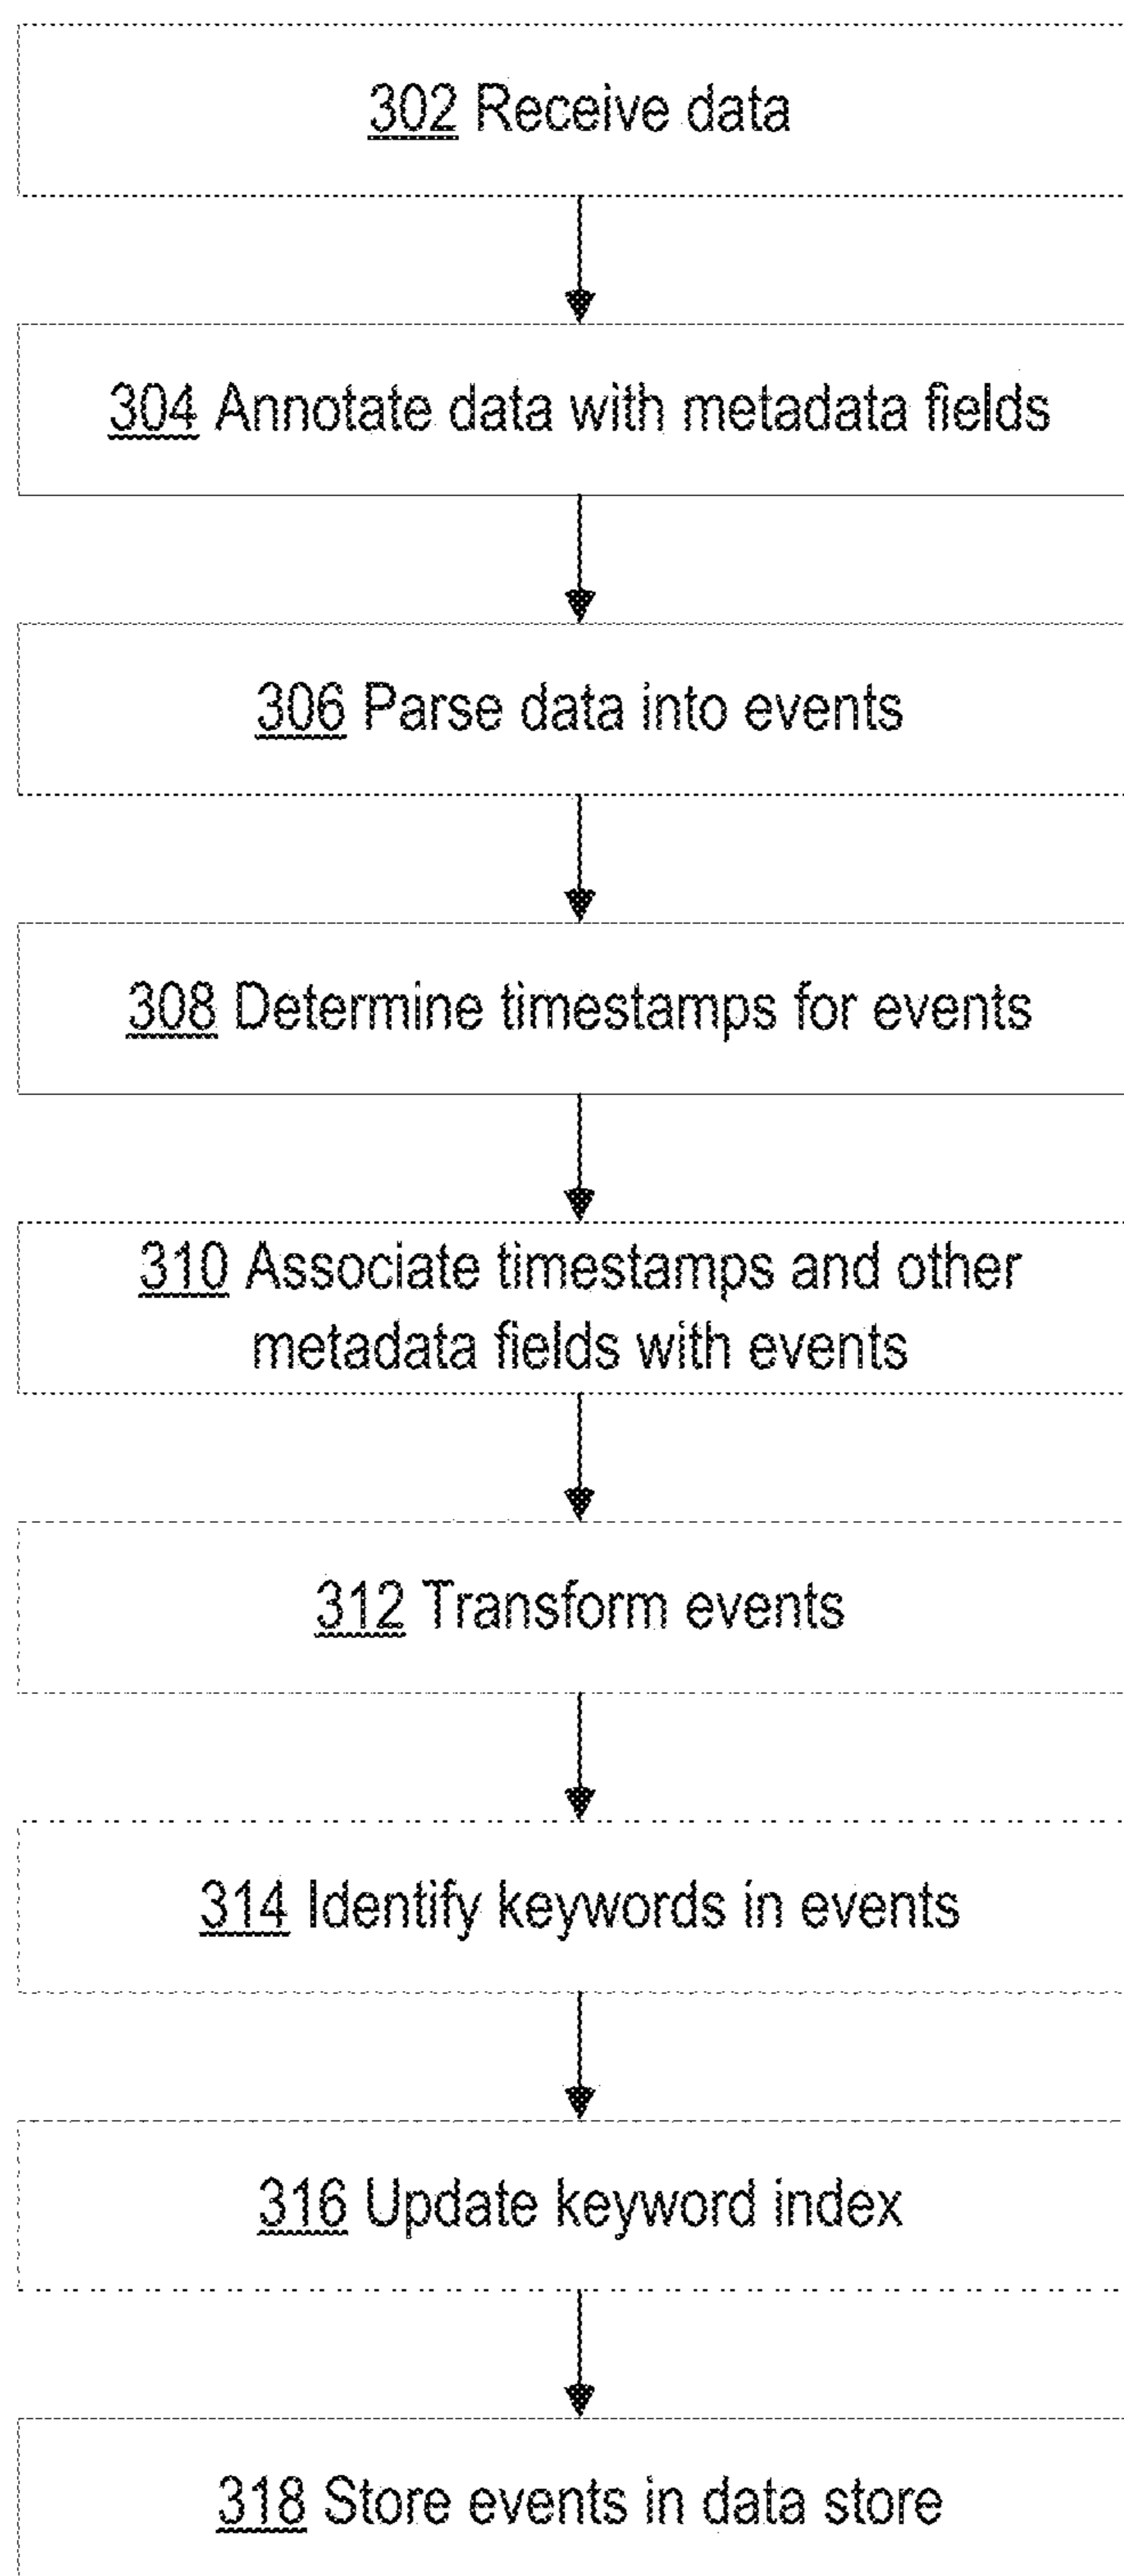 302 Receive data
304 Annotate data with metadata fields
306 Parse data into events
308 Determine timestamps for events
310 Associate timestamps and other
metadata fields with events
312 Transform events
314 Identify keywords in events
316 Update keyword index
318 Store events in data store